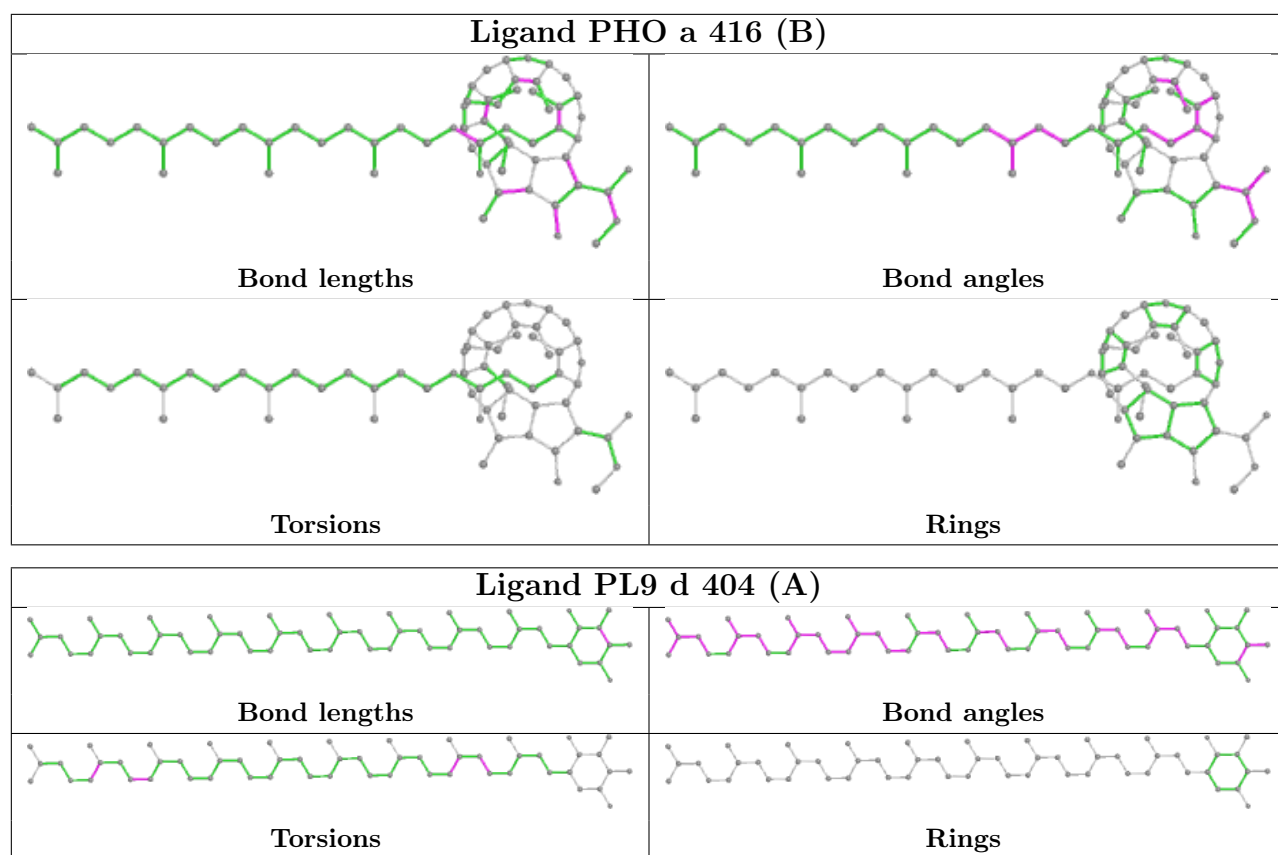 Ligand PHO a 416 (B)
Bond lengths
Bond angles
Torsions
Rings
Ligand PL9 d 404 (A)
Bond lengths
Bond angles
Torsions
Rings